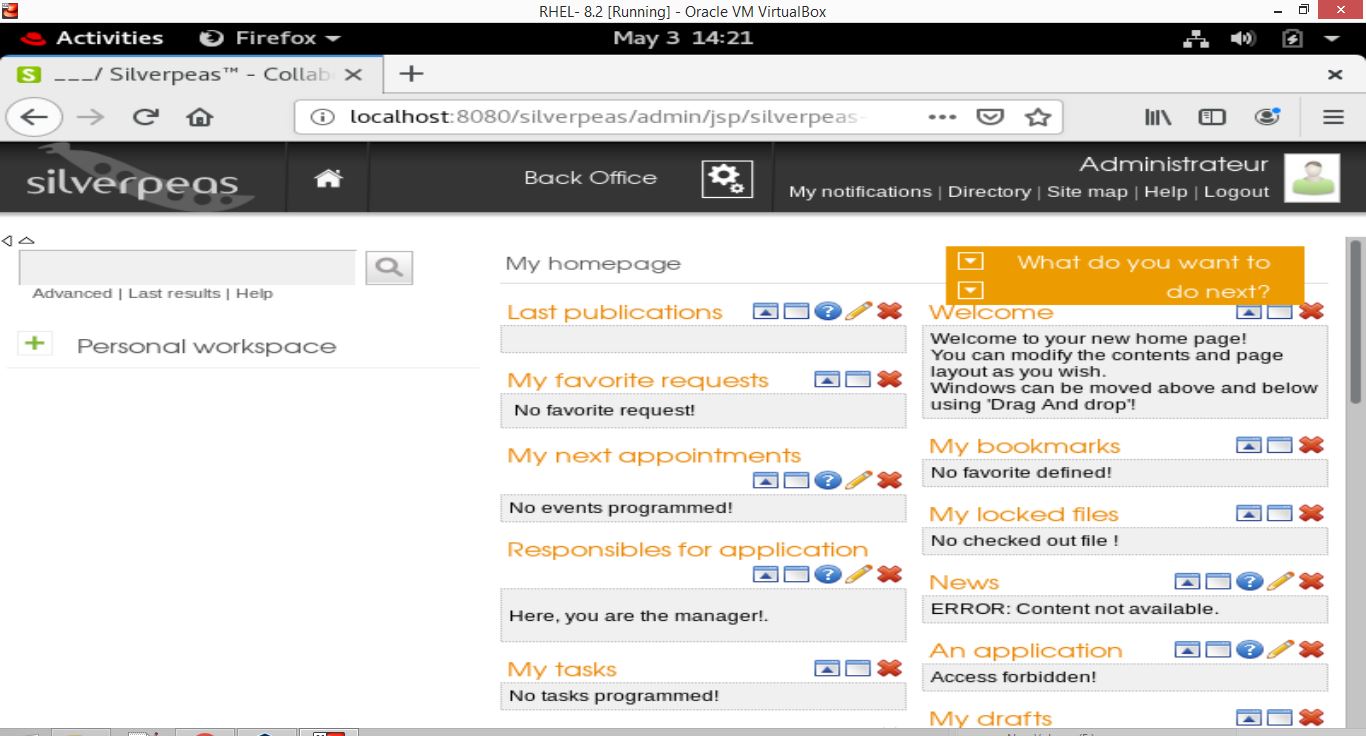 RHEL- 8.2 [Running] - Oracle VM VirtualBox
Activities Firefox May 3 14:21
S ___/ Silverpeas™ - Collab
localhost:8080/silverpeas/admin/jsp/silverpeas-
silverpeas
Back Office
Administrateur
My notifications | Directory | Site map | Help | Logout
Advanced | Last results | Help
Personal workspace
My homepage
What do you want to
do next?
Last publications
My favorite requests
No favorite request!
My next appointments
No events programmed!
Responsibles for application
Here, you are the manager!.
My tasks
No tasks programmed!
Welcome
Welcome to your new home page!
You can modify the contents and page
layout as you wish.
Windows can be moved above and below
using 'Drag And drop'!
My bookmarks
No favorite defined!
My locked files
No checked out file !
News
ERROR: Content not available.
An application
Access forbidden!
My drafts